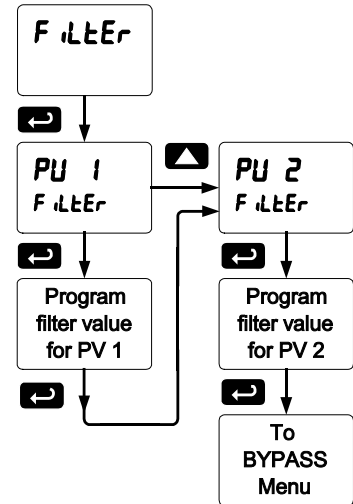 FiLtEr
PV 1
FiLtEr
PV 2
FiLtEr
Program
filter value
for PV 1
Program
filter value
for PV 2
To
BYPASS
Menu